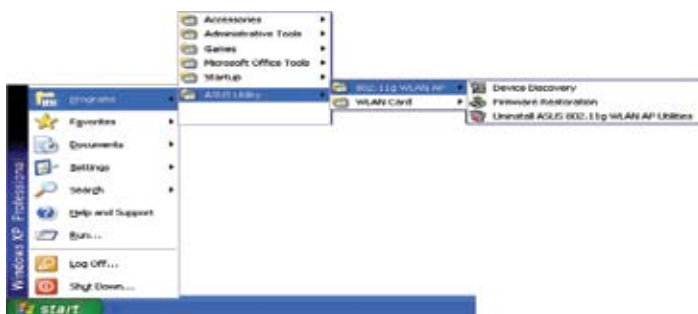 Accessories
Administrative Tools
Games
Microsoft Office Tools
Startup
ASUS Utility
802.11g WLAN AP
WLAN Card
Device Discovery
Firmware Restoration
Uninstall ASUS 802.11g WLAN AP Utilities
Programs
Favorites
Documents
Settings
Search
Help and Support
Run...
Log Off...
Shut Down...
Windows XP Professional
start